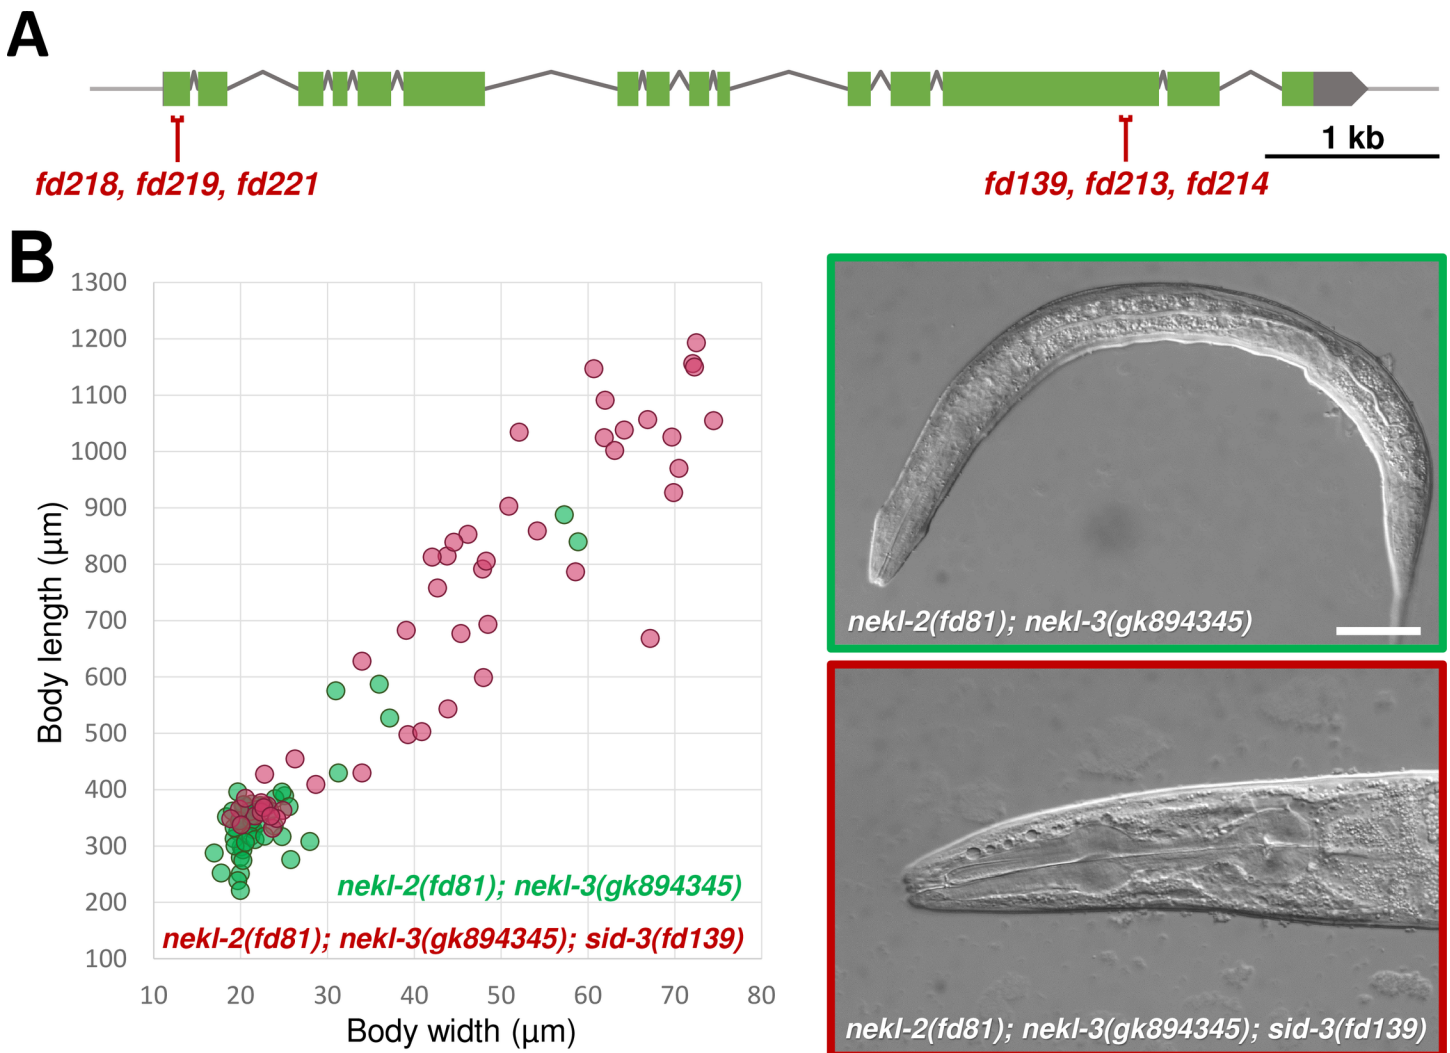 A
1 kb
fd218, fd219, fd221
fd139, fd213, fd214
B
1300
1200
1100
1000
900
800
700
600
500
400
300
200
100
Body length (µm)
10 20 30 40 50 60 70 80
Body width (µm)
nekl-2(fd81); nekl-3(gk894345)
nekl-2(fd81); nekl-3(gk894345); sid-3(fd139)
nekl-2(fd81); nekl-3(gk894345)
nekl-2(fd81); nekl-3(gk894345); sid-3(fd139)